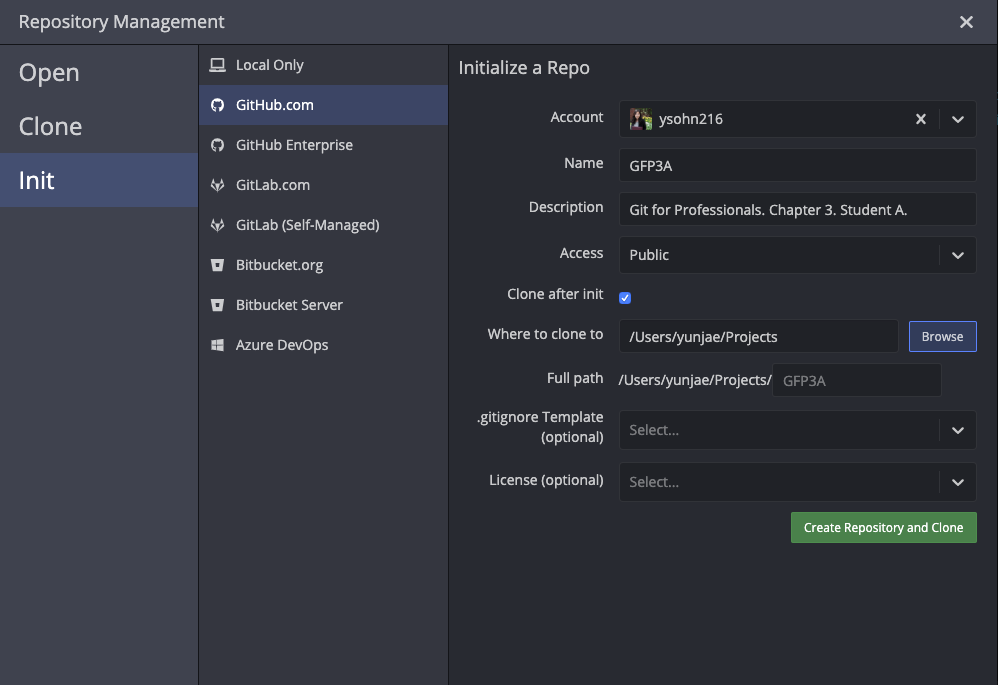 Repository Management
Open
Clone
Init
Local Only
GitHub.com
GitHub Enterprise
GitLab.com
GitLab (Self-Managed)
Bitbucket.org
Bitbucket Server
Azure DevOps
Initialize a Repo
Account ysohn216
Name GFP3A
Description Git for Professionals. Chapter 3. Student A.
Access Public
Clone after init
Where to clone to /Users/yunjae/Projects Browse
Full path /Users/yunjae/Projects/ GFP3A
.gitignore Template
(optional) Select...
License (optional) Select...
Create Repository and Clone